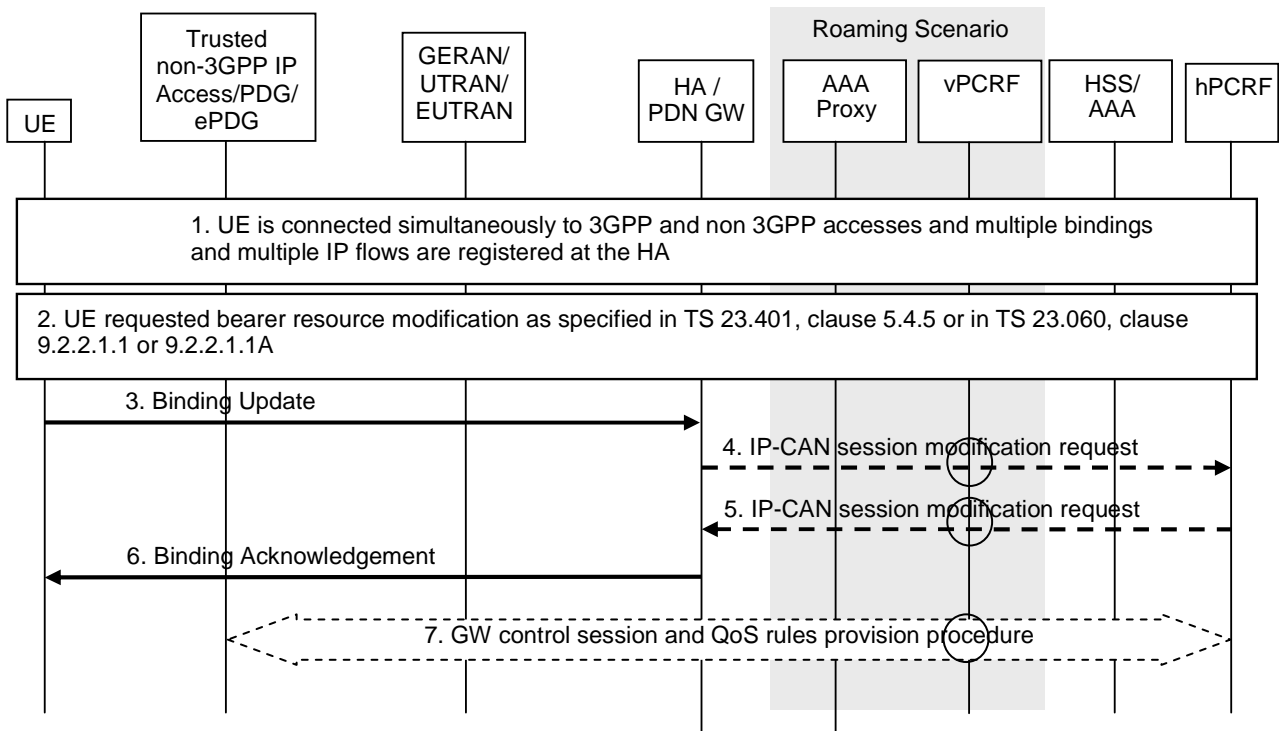 Roaming Scenario
UE
Trusted
non-3GPP IP
Access/PDG/
ePDG
GERAN/
UTRAN/
EUTRAN
HA /
PDN GW
AAA
Proxy
vPCRF
HSS/
AAA
hPCRF
1. UE is connected simultaneously to 3GPP and non 3GPP accesses and multiple bindings
and multiple IP flows are registered at the HA
2. UE requested bearer resource modification as specified in TS 23.401, clause 5.4.5 or in TS 23.060, clause
9.2.2.1.1 or 9.2.2.1.1A
3. Binding Update
4. IP-CAN session modification request
5. IP-CAN session modification request
6. Binding Acknowledgement
7. GW control session and QoS rules provision procedure